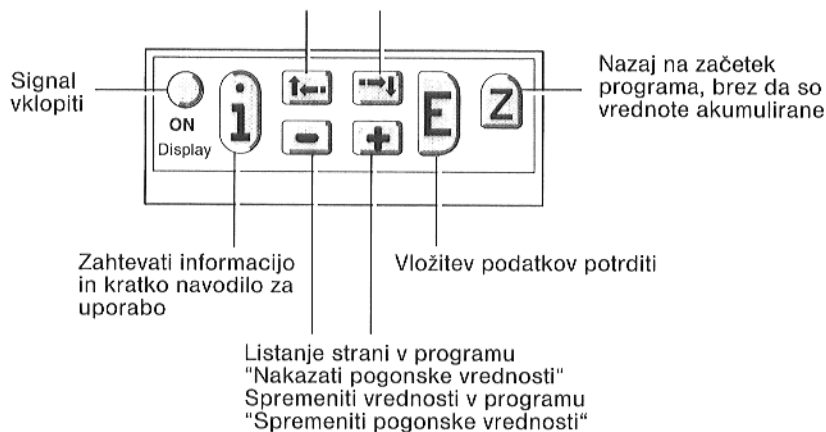 Signal
vklopiti
ON
Display
i
E
Z
- +
Nazaj na začetek
programa, brez da so
vrednote akumulirane
Zahtevati informacijo
in kratko navodilo za
uporabo
Vložitev podatkov potrditi
Listanje strani v programu
"Nakazati pogonske vrednosti"
Spremeniti vrednosti v programu
"Spremeniti pogonske vrednosti"